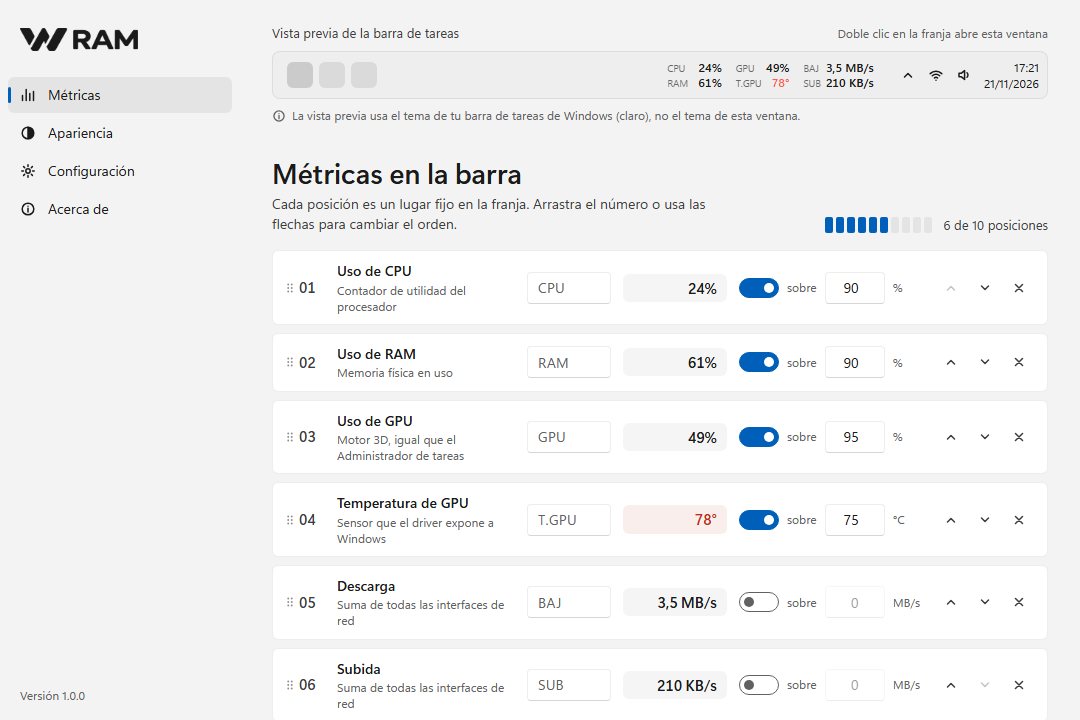 W RAM
Métricas
Apariencia
Configuración
Acerca de
Versión 1.0.0
Vista previa de la barra de tareas
Doble clic en la franja abre esta ventana
CPU 24% GPU 49% BAJ 3,5 MB/s
RAM 61% T.GPU 78° SUB 210 KB/s
17:21
21/11/2026
La vista previa usa el tema de tu barra de tareas de Windows (claro), no el tema de esta ventana.
Métricas en la barra
Cada posición es un lugar fijo en la franja. Arrastra el número o usa las
flechas para cambiar el orden.
6 de 10 posiciones
01
Uso de CPU
Contador de utilidad del
procesador
CPU
24%
sobre
90
%
02
Uso de RAM
Memoria física en uso
RAM
61%
sobre
90
%
03
Uso de GPU
Motor 3D, igual que el
Administrador de tareas
GPU
49%
sobre
95
%
04
Temperatura de GPU
Sensor que el driver expone a
Windows
T.GPU
78°
sobre
75
°C
05
Descarga
Suma de todas las interfaces de
red
BAJ
3,5 MB/s
sobre
0
MB/s
06
Subida
Suma de todas las interfaces de
red
SUB
210 KB/s
sobre
0
MB/s